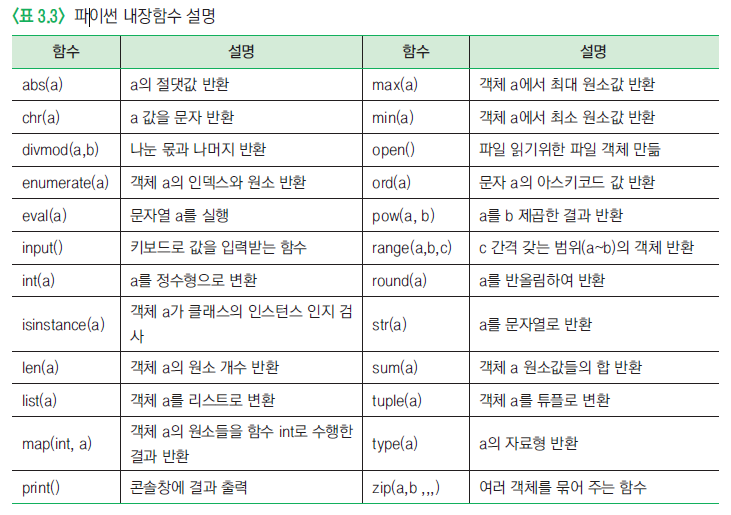 〈표 3.3〉 파이썬 내장함수 설명
함수 설명 함수 설명
abs(a) a의 절댓값 반환 max(a) 객체 a에서 최대 원소값 반환
chr(a) a 값을 문자 반환 min(a) 객체 a에서 최소 원소값 반환
divmod(a,b) 나눈 몫과 나머지 반환 open() 파일 읽기위한 파일 객체 만듦
enumerate(a) 객체 a의 인덱스와 원소 반환 ord(a) 문자 a의 아스키코드 값 반환
eval(a) 문자열 a를 실행 pow(a, b) a를 b 제곱한 결과 반환
input() 키보드로 값을 입력받는 함수 range(a,b,c) c 간격 갖는 범위(a~b)의 객체 반환
int(a) a를 정수형으로 변환 round(a) a를 반올림하여 반환
isinstance(a) 객체 a가 클래스의 인스턴스 인지 검
사 str(a) a를 문자열로 반환
len(a) 객체 a의 원소 개수 반환 sum(a) 객체 a 원소값들의 합 반환
list(a) 객체 a를 리스트로 변환 tuple(a) 객체 a를 튜플로 변환
map(int, a) 객체 a의 원소들을 함수 int로 수행한
결과 반환 type(a) a의 자료형 반환
print() 콘솔창에 결과 출력 zip(a,b ,,,) 여러 객체를 묶어 주는 함수